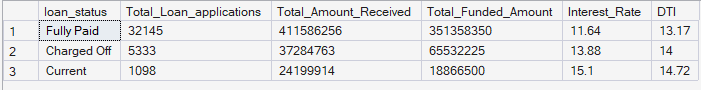 loan_status Total_Loan_applications Total_Amount_Received Total_Funded_Amount Interest_Rate DTI
1 Fully Paid 32145 411586256 351358350 11.64 13.17
2 Charged Off 5333 37284763 65532225 13.88 14
3 Current 1098 24199914 18866500 15.1 14.72